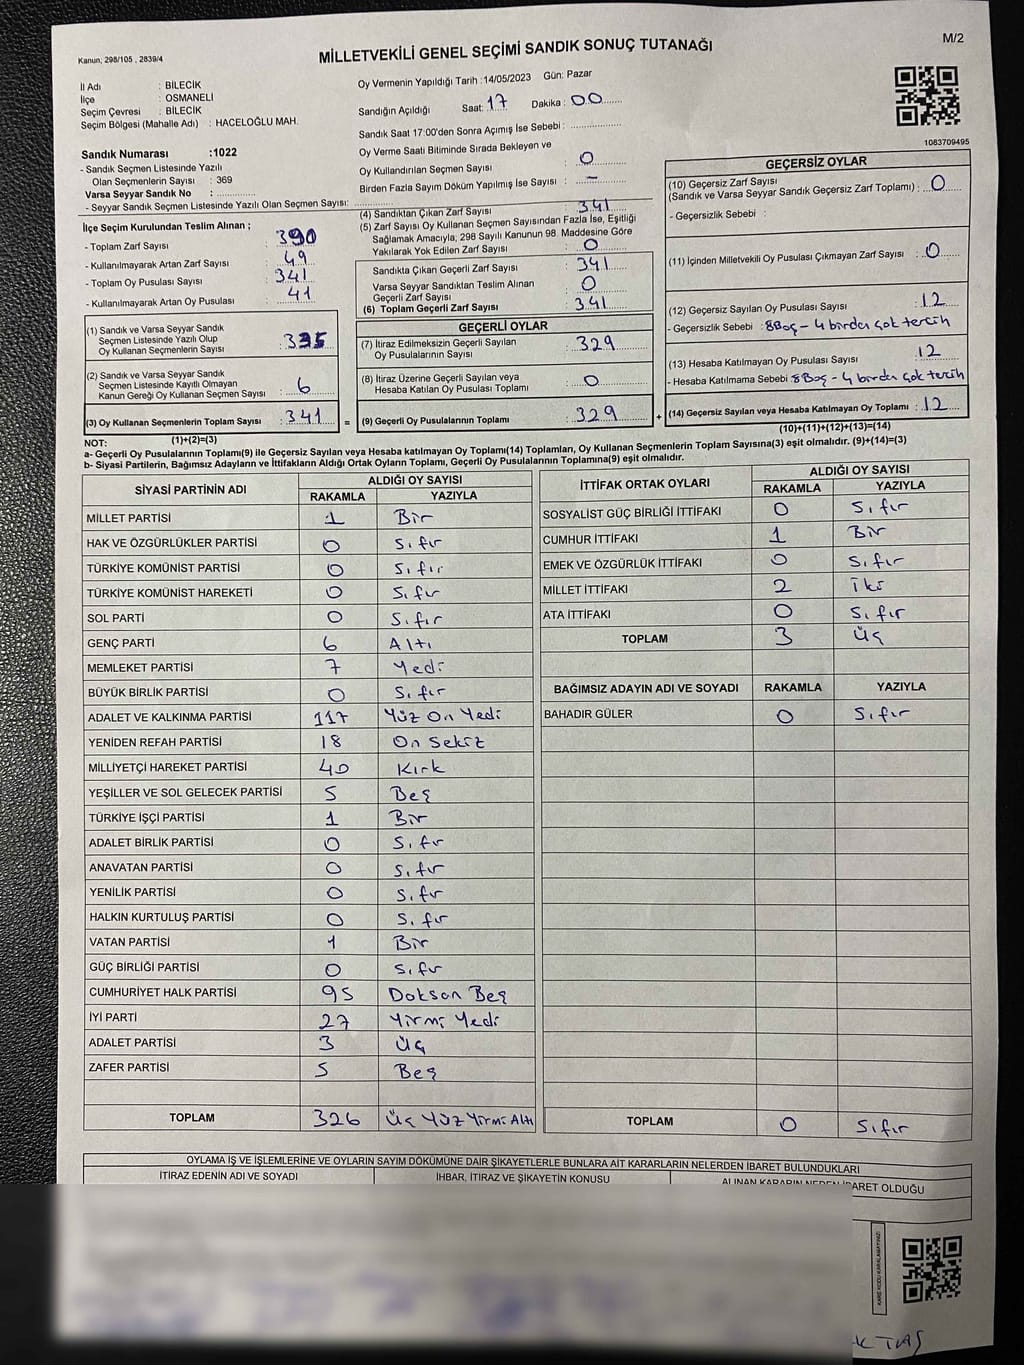 M/2
Kanun; 298/105 , 2839/4
MİLLETVEKİLİ GENEL SEÇİMİ SANDIK SONUÇ TUTANAĞI
İl Adı : BİLECİK
İlçe : OSMANELİ
Seçim Çevresi : BİLECİK
Seçim Bölgesi (Mahalle Adı) : HACELOĞLU MAH.
Sandık Numarası :1022
- Sandık Seçmen Listesinde Yazılı
Olan Seçmenlerin Sayısı : 369
Varsa Seyyar Sandık No :
- Seyyar Sandık Seçmen Listesinde Yazılı Olan Seçmen Sayısı:
Oy Vermenin Yapıldığı Tarih :14/05/2023 Gün: Pazar
Sandığın Açıldığı Saat: 17 Dakika : 00
Sandık Saat 17:00'den Sonra Açımış İse Sebebi :
Oy Verme Saati Bitiminde Sırada Bekleyen ve
Oy Kullandırılan Seçmen Sayısı : 0
Birden Fazla Sayım Döküm Yapılmış İse Sayısı : -
1083709495
İlçe Seçim Kurulundan Teslim Alınan ;
- Toplam Zarf Sayısı : 390
- Kullanılmayarak Artan Zarf Sayısı : 49
- Toplam Oy Pusulası Sayısı : 341
- Kullanılmayarak Artan Oy Pusulası : 41
(1) Sandık ve Varsa Seyyar Sandık
Seçmen Listesinde Yazılı Olup
Oy Kullanan Seçmenlerin Sayısı : 335
(2) Sandık ve Varsa Seyyar Sandık
Seçmen Listesinde Kayıtlı Olmayan
Kanun Gereği Oy Kullanan Seçmen Sayısı : 6
(3) Oy Kullanan Seçmenlerin Toplam Sayısı : 341
(1)+(2)=(3)
(4) Sandıktan Çıkan Zarf Sayısı : 341
(5) Zarf Sayısı Oy Kullanan Seçmen Sayısından Fazla İse, Eşitliği
Sağlamak Amacıyla, 298 Sayılı Kanunun 98. Maddesine Göre
Yakılarak Yok Edilen Zarf Sayısı : 0
Sandıkta Çıkan Geçerli Zarf Sayısı : 341
Varsa Seyyar Sandıktan Teslim Alınan
Geçerli Zarf Sayısı : 0
(6) Toplam Geçerli Zarf Sayısı : 341
GEÇERLİ OYLAR
(7) İtiraz Edilmeksizin Geçerli Sayılan
Oy Pusulalarının Sayısı : 329
(8) İtiraz Üzerine Geçerli Sayılan veya
Hesaba Katılan Oy Pusulası Toplamı : 0
= (9) Geçerli Oy Pusulalarının Toplamı : 329 +
GEÇERSİZ OYLAR
(10) Geçersiz Zarf Sayısı
(Sandık ve Varsa Seyyar Sandık Geçersiz Zarf Toplamı) : 0
- Geçersizlik Sebebi :
(11) İçinden Milletvekili Oy Pusulası Çıkmayan Zarf Sayısı : 0
(12) Geçersiz Sayılan Oy Pusulası Sayısı : 12
- Geçersizlik Sebebi : 8Boş - 4 birden çok tercih
(13) Hesaba Katılmayan Oy Pusulası Sayısı : 12
- Hesaba Katılmama Sebebi : 8Boş - 4 birden çok tercih
(14) Geçersiz Sayılan veya Hesaba Katılmayan Oy Toplamı : 12
(10)+(11)+(12)+(13)=(14)
NOT:
a- Geçerli Oy Pusulalarının Toplamı(9) ile Geçersiz Sayılan veya Hesaba katılmayan Oy Toplamı(14) Toplamları, Oy Kullanan Seçmenlerin Toplam Sayısına(3) eşit olmalıdır. (9)+(14)=(3)
b- Siyasi Partilerin, Bağımsız Adayların ve İttifakların Aldığı Ortak Oyların Toplamı, Geçerli Oy Pusulalarının Toplamına(9) eşit olmalıdır.
SİYASİ PARTİNİN ADI ALDIĞI OY SAYISI
RAKAMLA YAZIYLA
MİLLET PARTİSİ 1 Bir
HAK VE ÖZGÜRLÜKLER PARTİSİ 0 Sıfır
TÜRKİYE KOMÜNİST PARTİSİ 0 Sıfır
TÜRKİYE KOMÜNİST HAREKETİ 0 Sıfır
SOL PARTİ 0 Sıfır
GENÇ PARTİ 6 Altı
MEMLEKET PARTİSİ 7 Yedi
BÜYÜK BİRLİK PARTİSİ 0 Sıfır
ADALET VE KALKINMA PARTİSİ 117 Yüz On Yedi
YENİDEN REFAH PARTİSİ 18 On Sekiz
MİLLİYETÇİ HAREKET PARTİSİ 40 Kırk
YEŞİLLER VE SOL GELECEK PARTİSİ 5 Beş
TÜRKİYE İŞÇİ PARTİSİ 1 Bir
ADALET BİRLİK PARTİSİ 0 Sıfır
ANAVATAN PARTİSİ 0 Sıfır
YENİLİK PARTİSİ 0 Sıfır
HALKIN KURTULUŞ PARTİSİ 0 Sıfır
VATAN PARTİSİ 1 Bir
GÜÇ BİRLİĞİ PARTİSİ 0 Sıfır
CUMHURİYET HALK PARTİSİ 95 Doksan Beş
İYİ PARTİ 27 Yirmi Yedi
ADALET PARTİSİ 3 Üç
ZAFER PARTİSİ 5 Beş
TOPLAM 326 Üç Yüz Yirmi Altı
İTTİFAK ORTAK OYLARI ALDIĞI OY SAYISI
RAKAMLA YAZIYLA
SOSYALİST GÜÇ BİRLİĞİ İTTİFAKI 0 Sıfır
CUMHUR İTTİFAKI 1 Bir
EMEK VE ÖZGÜRLÜK İTTİFAKI 0 Sıfır
MİLLET İTTİFAKI 2 İki
ATA İTTİFAKI 0 Sıfır
TOPLAM 3 Üç
BAĞIMSIZ ADAYIN ADI VE SOYADI RAKAMLA YAZIYLA
BAHADIR GÜLER 0 Sıfır
TOPLAM 0 Sıfır
OYLAMA İŞ VE İŞLEMLERİNE VE OYLARIN SAYIM DÖKÜMÜNE DAİR ŞİKAYETLERLE BUNLARA AİT KARARLARIN NELERDEN İBARET BULUNDUKLARI
İTİRAZ EDENİN ADI VE SOYADI İHBAR, İTİRAZ VE ŞİKAYETİN KONUSU ALINAN KARARIN NEDEN İBARET OLDUĞU
KARE KODU KARALAMAYINIZ!